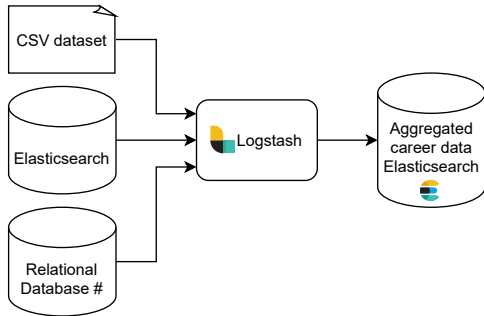 CSV dataset
Elasticsearch
Relational
Database #
Logstash
Aggregated
career data
Elasticsearch